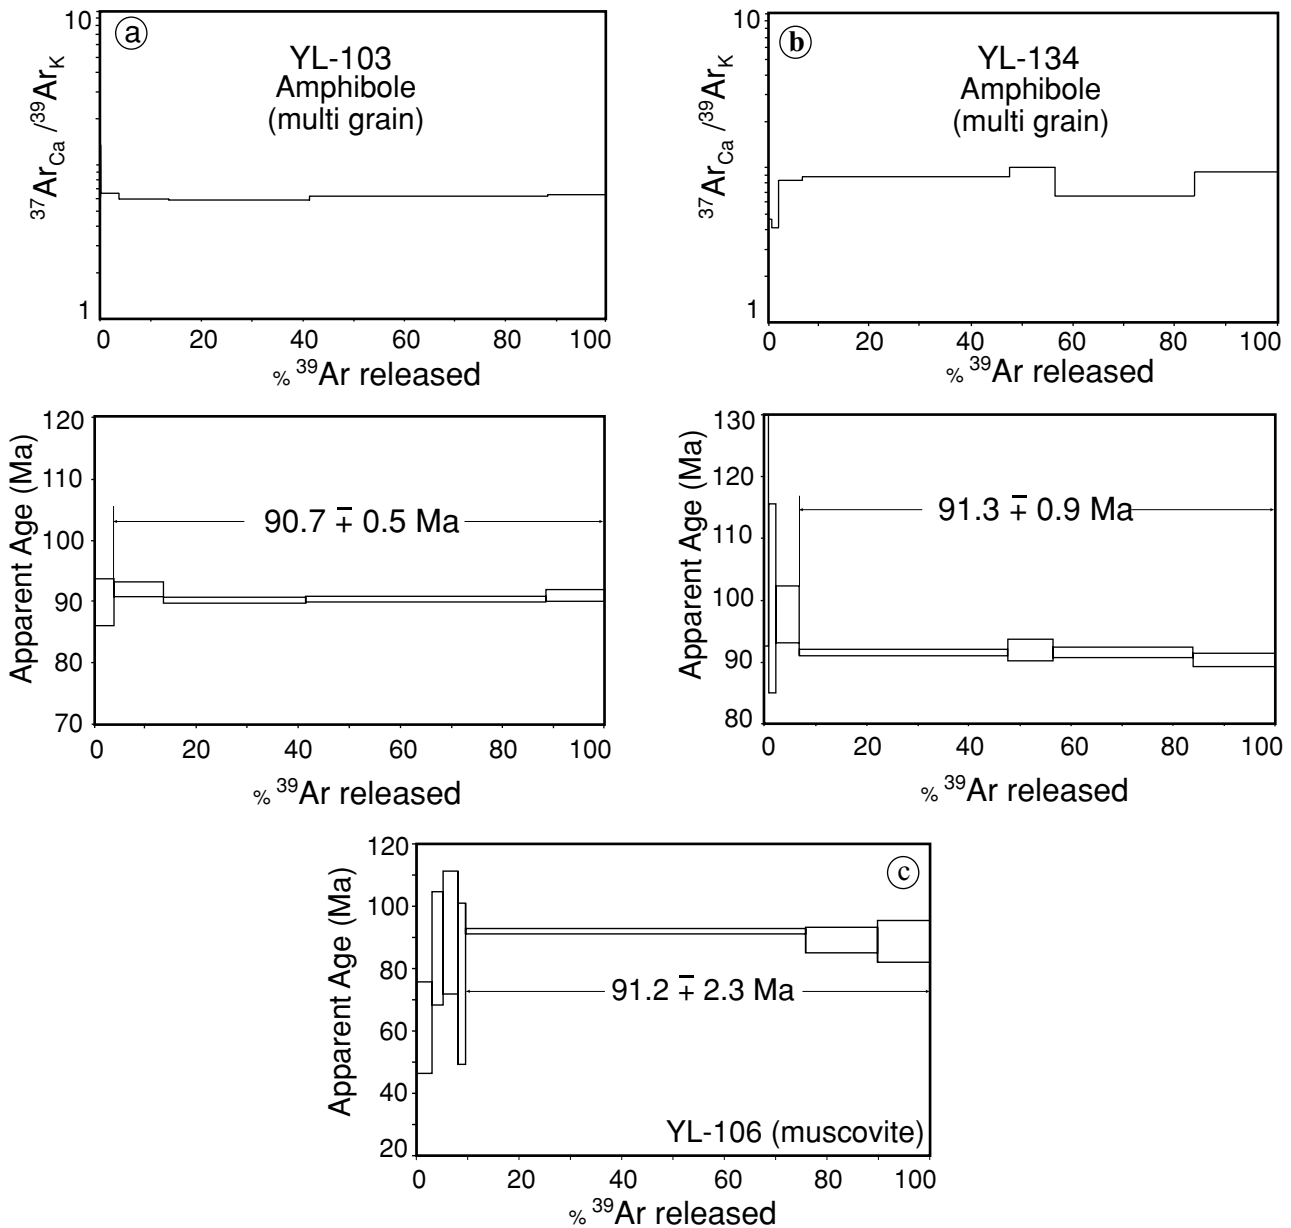 10
a
YL-103
Amphibole
(multi grain)
37ArCa /39ArK
1
0 20 40 60 80 100
% 39Ar released
10
b
YL-134
Amphibole
(multi grain)
37ArCa /39ArK
1
0 20 40 60 80 100
% 39Ar released
120
110
100
90
80
70
Apparent Age (Ma)
90.7 ∓ 0.5 Ma
0 20 40 60 80 100
% 39Ar released
130
110
110
100
90
80
Apparent Age (Ma)
91.3 ∓ 0.9 Ma
0 20 40 60 80 100
% 39Ar released
120
100
80
60
40
20
Apparent Age (Ma)
c
91.2 ∓ 2.3 Ma
YL-106 (muscovite)
0 20 40 60 80 100
% 39Ar released